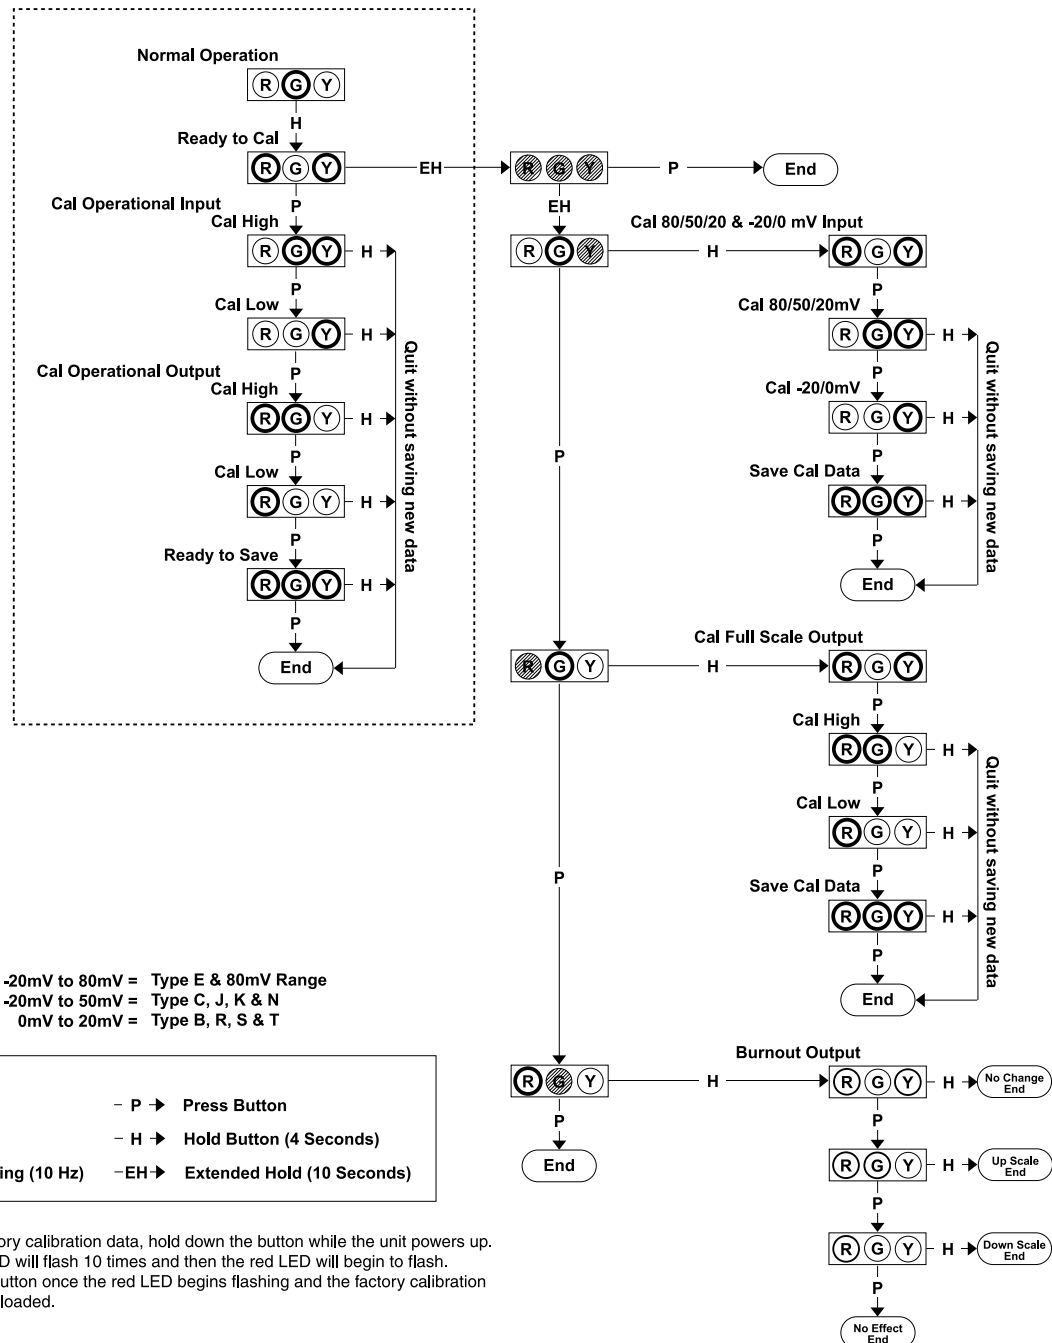 Normal Operation
R G Y
H
Ready to Cal
R G Y
EH
R G Y
P
End
Cal Operational Input
P
Cal High
R G Y
H
P
Cal Low
R G Y
H
Cal Operational Output
P
Cal High
R G Y
H
P
Cal Low
R G Y
H
P
Ready to Save
R G Y
H
P
End
Quit without saving new data
EH
R G Y
Cal 80/50/20 & -20/0 mV Input
H
R G Y
P
Cal 80/50/20mV
R G Y
H
P
Cal -20/0mV
R G Y
H
P
Save Cal Data
R G Y
H
P
End
Quit without saving new data
P
R G Y
Cal Full Scale Output
H
R G Y
P
Cal High
R G Y
H
P
Cal Low
R G Y
H
P
Save Cal Data
R G Y
H
P
End
Quit without saving new data
P
R G Y
P
End
Burnout Output
H
R G Y
H
No Change
End
P
R G Y
H
Up Scale
End
P
R G Y
H
Down Scale
End
P
No Effect
End
-20mV to 80mV = Type E & 80mV Range
-20mV to 50mV = Type C, J, K & N
0mV to 20mV = Type B, R, S & T
P Press Button
H Hold Button (4 Seconds)
ing (10 Hz) EH Extended Hold (10 Seconds)
ory calibration data, hold down the button while the unit powers up.
D will flash 10 times and then the red LED will begin to flash.
utton once the red LED begins flashing and the factory calibration
loaded.